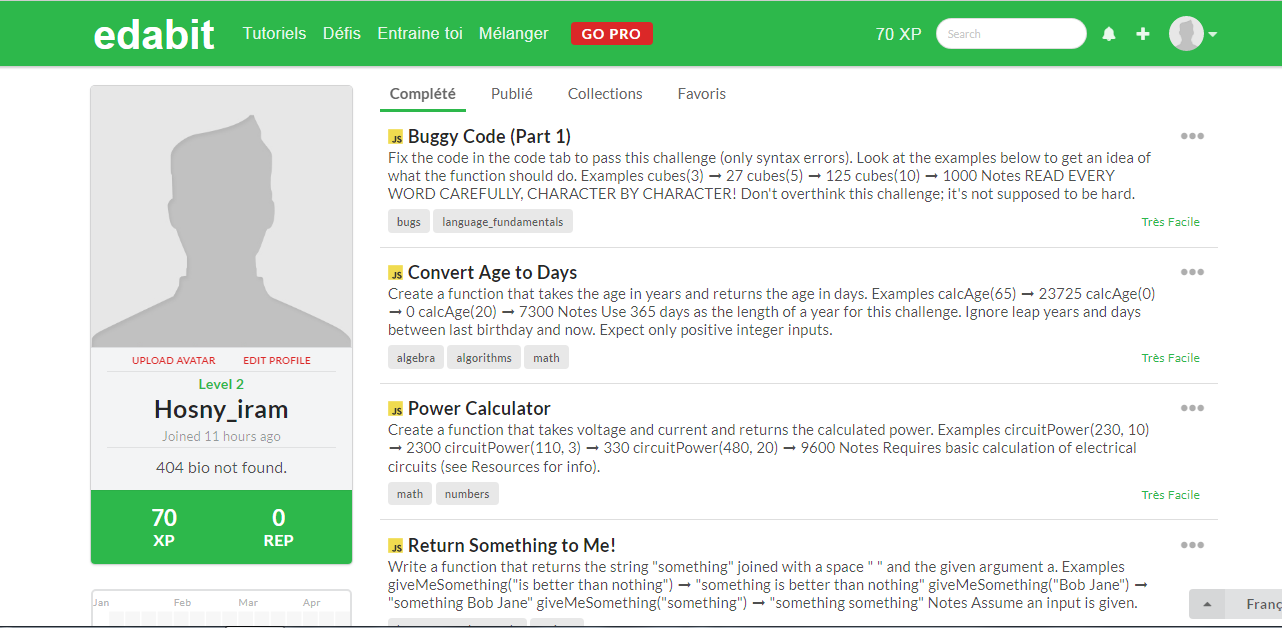 edabit Tutoriels Défis Entraine toi Mélanger GO PRO 70 XP Search
Complété Publié Collections Favoris
JS Buggy Code (Part 1)
Fix the code in the code tab to pass this challenge (only syntax errors). Look at the examples below to get an idea of
what the function should do. Examples cubes(3) ➞ 27 cubes(5) ➞ 125 cubes(10) ➞ 1000 Notes READ EVERY
WORD CAREFULLY, CHARACTER BY CHARACTER! Don't overthink this challenge; it's not supposed to be hard.
bugs language_fundamentals Très Facile
JS Convert Age to Days
Create a function that takes the age in years and returns the age in days. Examples calcAge(65) ➞ 23725 calcAge(0)
➞ 0 calcAge(20) ➞ 7300 Notes Use 365 days as the length of a year for this challenge. Ignore leap years and days
between last birthday and now. Expect only positive integer inputs.
algebra algorithms math Très Facile
JS Power Calculator
Create a function that takes voltage and current and returns the calculated power. Examples circuitPower(230, 10)
➞ 2300 circuitPower(110, 3) ➞ 330 circuitPower(480, 20) ➞ 9600 Notes Requires basic calculation of electrical
circuits (see Resources for info).
math numbers Très Facile
JS Return Something to Me!
Write a function that returns the string "something" joined with a space " " and the given argument a. Examples
giveMeSomething("is better than nothing") ➞ "something is better than nothing" giveMeSomething("Bob Jane") ➞
"something Bob Jane" giveMeSomething("something") ➞ "something something" Notes Assume an input is given.
UPLOAD AVATAR EDIT PROFILE
Level 2
Hosny_iram
Joined 11 hours ago
404 bio not found.
70 0
XP REP
Jan Feb Mar Apr
Franç